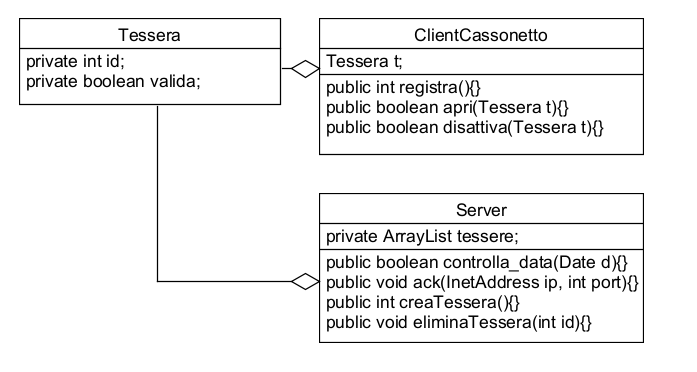 Tessera
private int id;
private boolean valida;
ClientCassonetto
Tessera t;
public int registra(){}
public boolean apri(Tessera t){}
public boolean disattiva(Tessera t){}
Server
private ArrayList tessere;
public boolean controlla_data(Date d){}
public void ack(InetAddress ip, int port){}
public int creaTessera(){}
public void eliminaTessera(int id){}